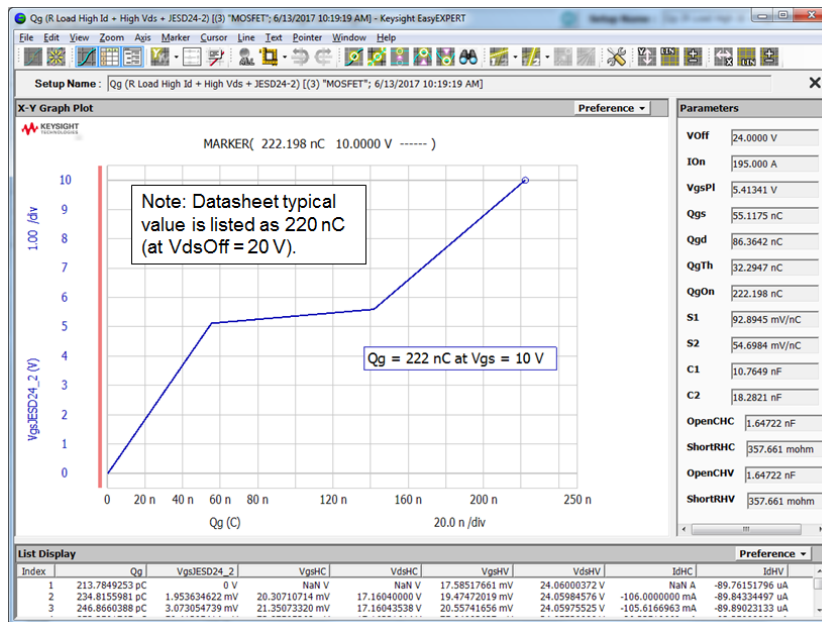 Qg (R Load High Id + High Vds + JESD24-2) [(3) "MOSFET"; 6/13/2017 10:19:19 AM] - Keysight EasyEXPERT
File Edit View Zoom Axis Marker Cursor Line Text Pointer Window Help
Setup Name : Qg (R Load High Id + High Vds + JESD24-2) [(3) "MOSFET"; 6/13/2017 10:19:19 AM]
X-Y Graph Plot Preference
KEYSIGHT
TECHNOLOGIES
MARKER( 222.198 nC 10.0000 V ------ )
Note: Datasheet typical
value is listed as 220 nC
(at VdsOff = 20 V).
Qg = 222 nC at Vgs = 10 V
1.00 /div
VgsJESD24_2 (V)
10
9
8
7
6
5
4
3
2
1
0
0 20 n 40 n 60 n 80 n 120 n 160 n 200 n 250 n
Qg (C) 20.0 n /div
Parameters
VOff 24.0000 V
IOn 195.000 A
VgsPl 5.41341 V
Qgs 55.1175 nC
Qgd 86.3642 nC
QgTh 32.2947 nC
QgOn 222.198 nC
S1 92.8945 mV/nC
S2 54.6984 mV/nC
C1 10.7649 nF
C2 18.2821 nF
OpenCHC 1.64722 nF
ShortRHC 357.661 mohm
OpenCHV 1.64722 nF
ShortRHV 357.661 mohm
List Display Preference
Index Qg VgsJESD24_2 VgsHC VdsHC VgsHV VdsHV IdHC IdHV
1 213.7849253 pC 0 V NaN V NaN V 17.58517661 mV 24.06000372 V NaN A -89.76151796 uA
2 234.8155981 pC 1.953634622 mV 20.30710714 mV 17.16040000 V 19.47472019 mV 24.05984576 V -106.0000000 mA -89.84334497 uA
3 246.8660388 pC 3.073054739 mV 21.35073320 mV 17.16043538 V 20.55741656 mV 24.05975525 V -105.6166963 mA -89.89023133 uA